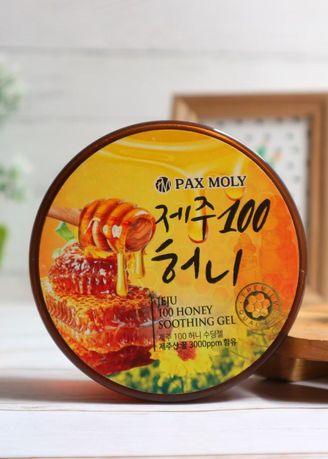 PAX MOLY
제주100
허니
JEJU
100 HONEY
SOOTHING GEL
제주 100 허니 수딩젤
제주산 꿀 3000ppm 함유